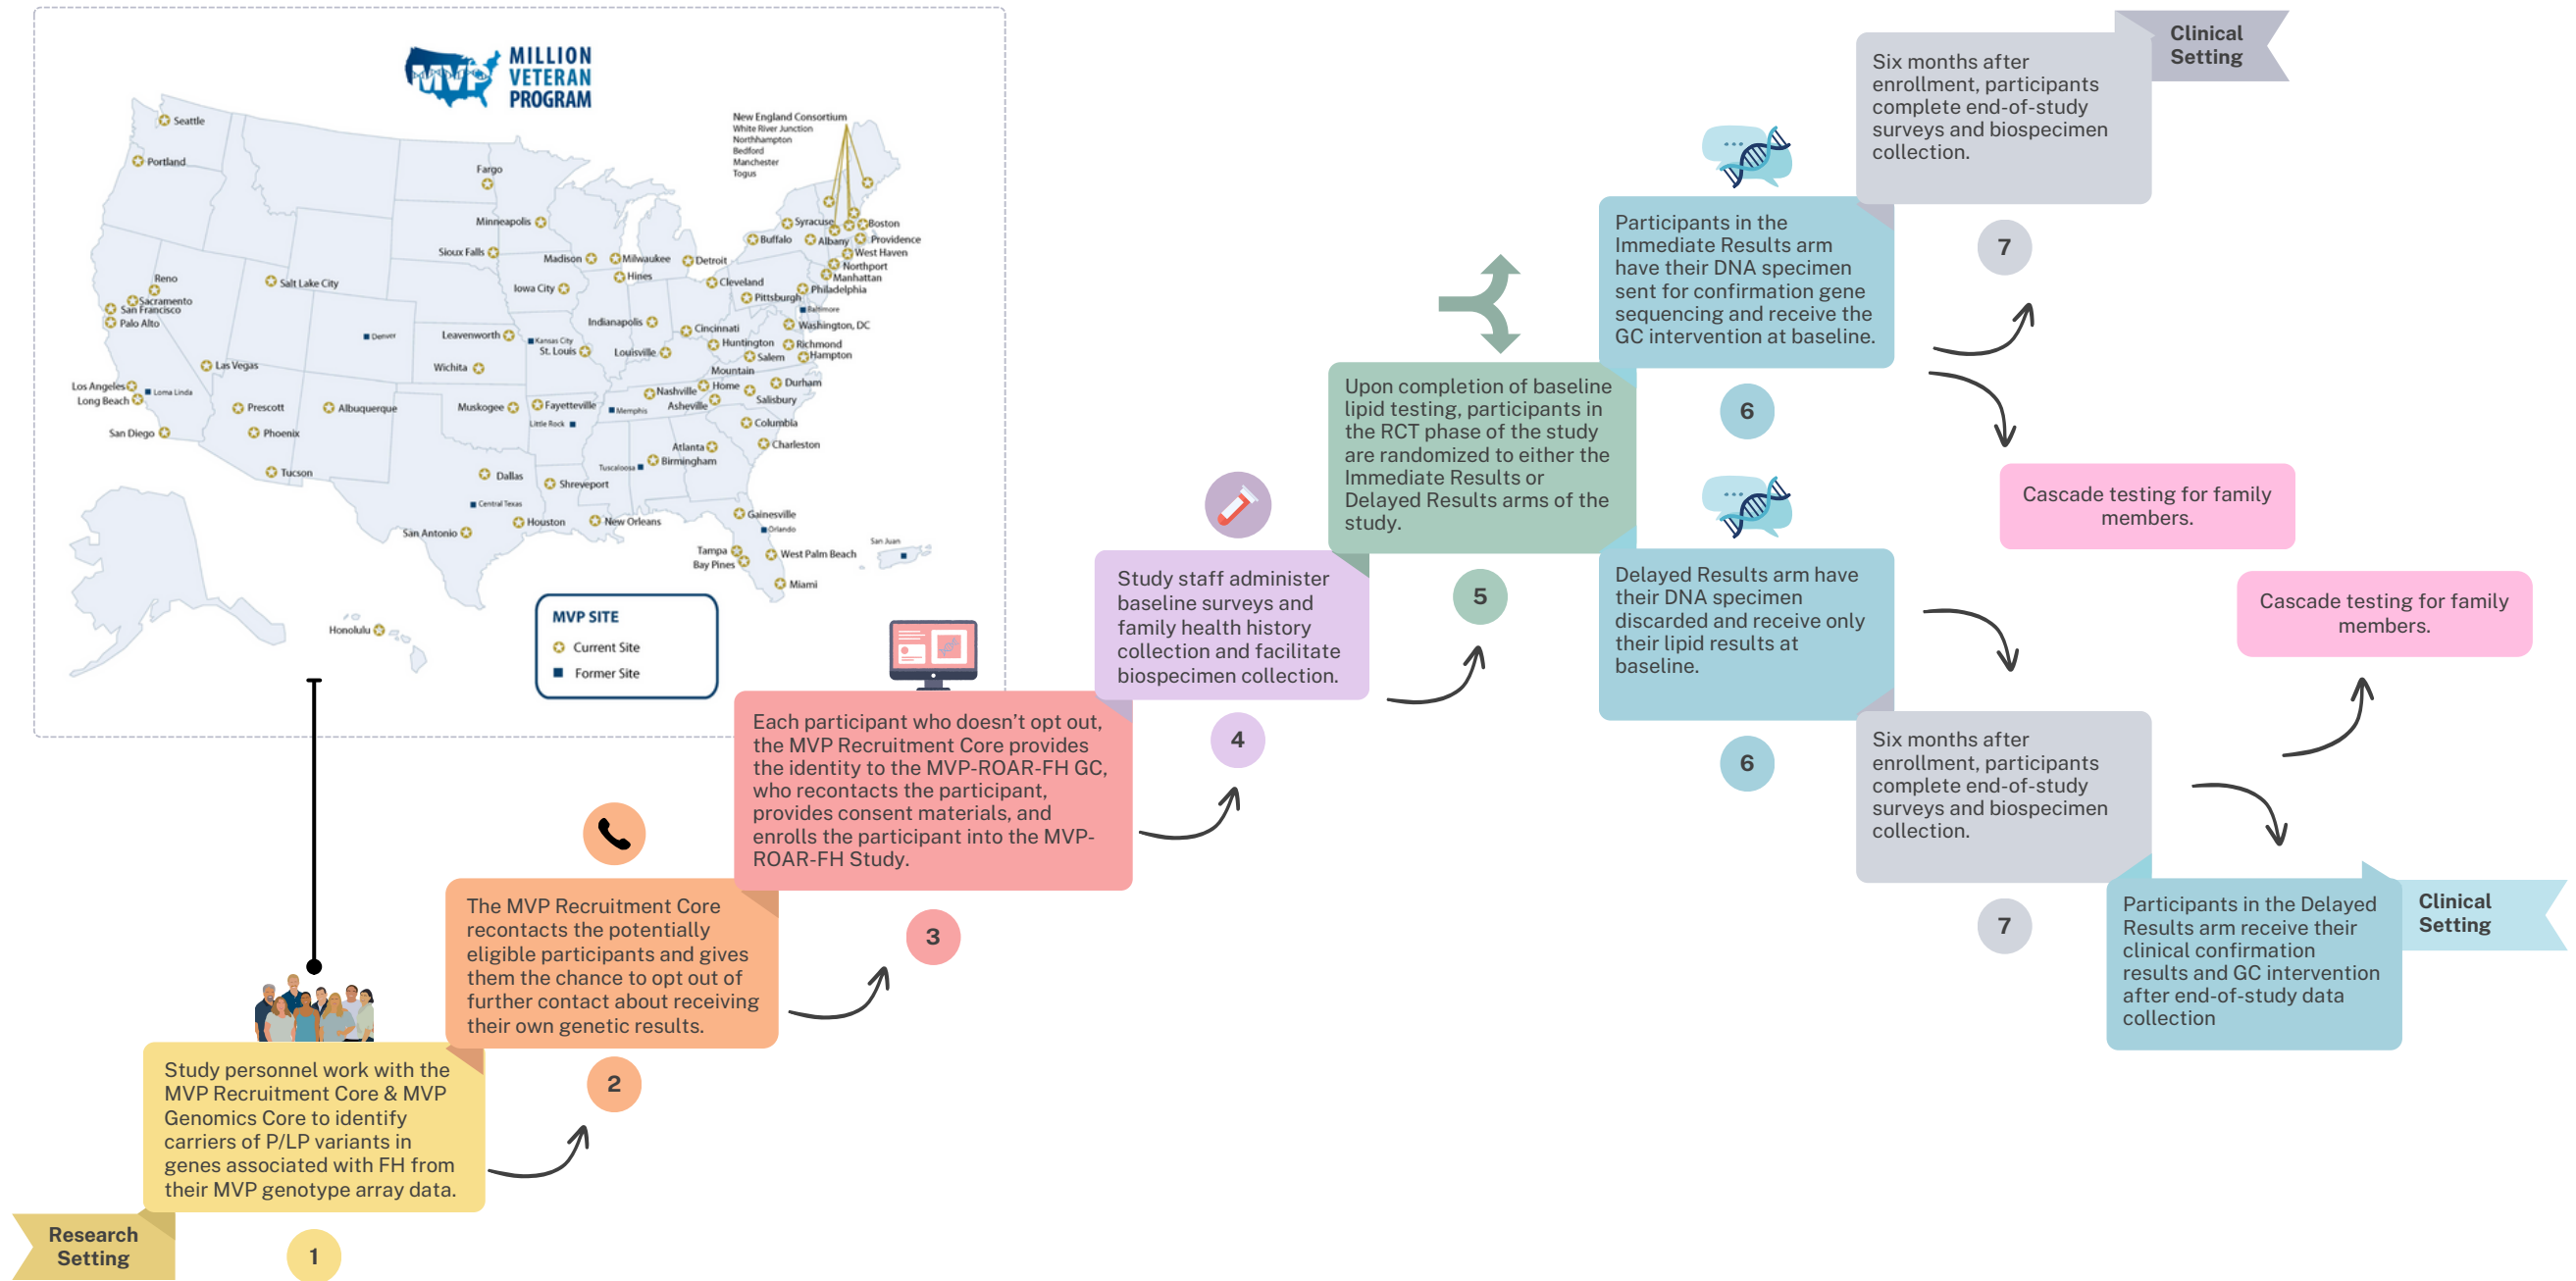 MVP
MILLION
VETERAN
PROGRAM
New England Consortium
White River Junction
Northhampton
Bedford
Manchester
Togus
Seattle
Portland
Fargo
Minneapolis
Sioux Falls
Madison
Milwaukee
Hines
Detroit
Syracuse
Boston
Buffalo
Albany
Providence
West Haven
Northport
Manhattan
Philadelphia
Cleveland
Pittsburgh
Baltimore
Washington, DC
Reno
Sacramento
San Francisco
Palo Alto
Salt Lake City
Iowa City
Indianapolis
Cincinnati
Denver
Leavenworth
Kansas City
St. Louis
Louisville
Huntington
Richmond
Salem
Hampton
Las Vegas
Wichita
Mountain
Home
Nashville
Durham
Los Angeles
Loma Linda
Long Beach
Prescott
Albuquerque
Muskogee
Fayetteville
Memphis
Asheville
Salisbury
Little Rock
Columbia
San Diego
Phoenix
Atlanta
Charleston
Birmingham
Tuscaloosa
Tucson
Dallas
Shreveport
Central Texas
Gainesville
Orlando
Houston
New Orleans
San Antonio
Tampa
Bay Pines
West Palm Beach
San Juan
Miami
Honolulu
MVP SITE
Current Site
Former Site
Research
Setting
Study personnel work with the
MVP Recruitment Core & MVP
Genomics Core to identify
carriers of P/LP variants in
genes associated with FH from
their MVP genotype array data.
1
The MVP Recruitment Core
recontacts the potentially
eligible participants and gives
them the chance to opt out of
further contact about receiving
their own genetic results.
2
Each participant who doesn’t opt out,
the MVP Recruitment Core provides
the identity to the MVP-ROAR-FH GC,
who recontacts the participant,
provides consent materials, and
enrolls the participant into the MVP-
ROAR-FH Study.
3
Study staff administer
baseline surveys and
family health history
collection and facilitate
biospecimen collection.
4
Upon completion of baseline
lipid testing, participants in
the RCT phase of the study
are randomized to either the
Immediate Results or
Delayed Results arms of the
study.
5
Participants in the
Immediate Results arm
have their DNA specimen
sent for confirmation gene
sequencing and receive the
GC intervention at baseline.
6
Six months after
enrollment, participants
complete end-of-study
surveys and biospecimen
collection.
7
Clinical
Setting
Cascade testing for family
members.
Delayed Results arm have
their DNA specimen
discarded and receive only
their lipid results at
baseline.
6
Six months after
enrollment, participants
complete end-of-study
surveys and biospecimen
collection.
7
Cascade testing for family
members.
Participants in the Delayed
Results arm receive their
clinical confirmation
results and GC intervention
after end-of-study data
collection
Clinical
Setting